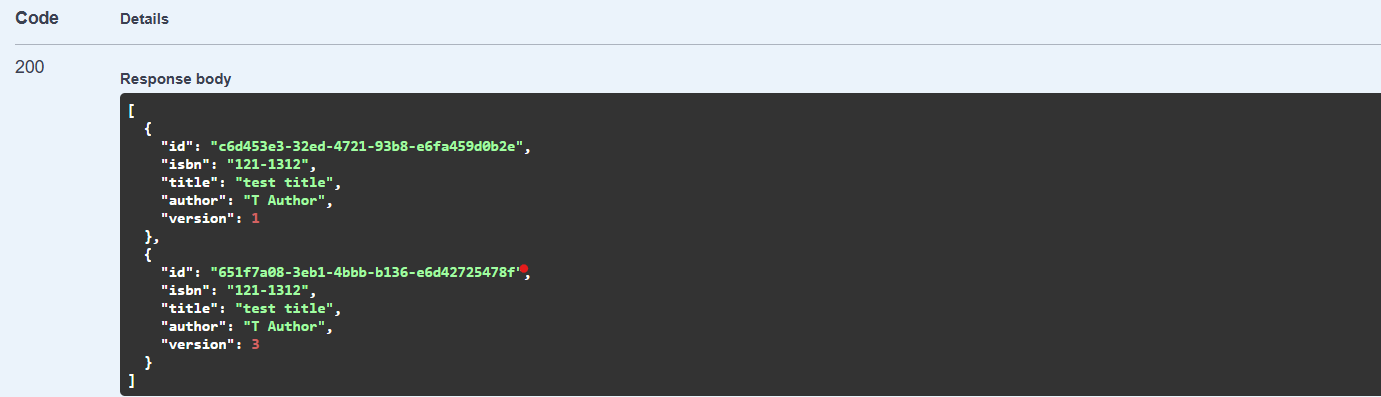 Code Details
200
Response body
[
{
"id": "c6d453e3-32ed-4721-93b8-e6fa459d0b2e",
"isbn": "121-1312",
"title": "test title",
"author": "T Author",
"version": 1
},
{
"id": "651f7a08-3eb1-4bbb-b136-e6d42725478f",
"isbn": "121-1312",
"title": "test title",
"author": "T Author",
"version": 3
}
]